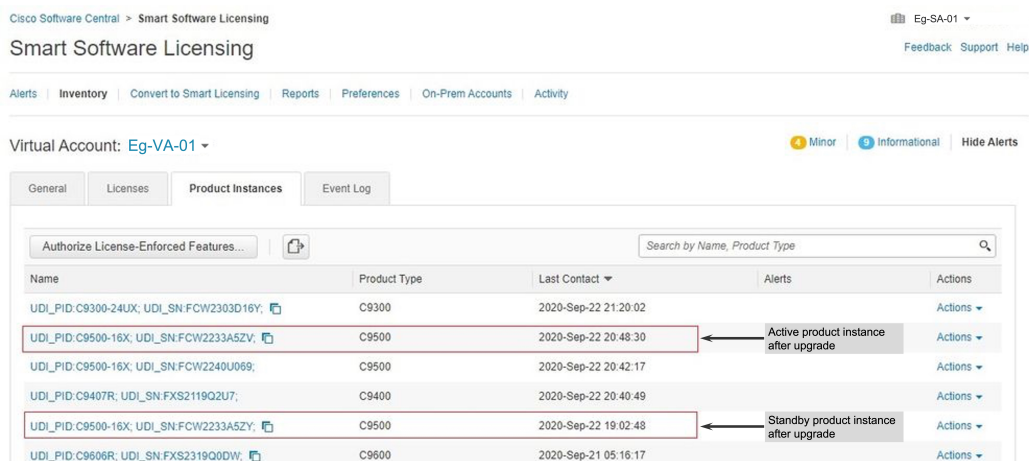 Cisco Software Central > Smart Software Licensing
Eg-SA-01
Smart Software Licensing
Feedback Support Help
Alerts Inventory Convert to Smart Licensing Reports Preferences On-Prem Accounts Activity
Virtual Account: Eg-VA-01
4 Minor 9 Informational Hide Alerts
General Licenses Product Instances Event Log
Authorize License-Enforced Features...
Search by Name, Product Type
Name Product Type Last Contact Alerts Actions
UDI_PID:C9300-24UX; UDI_SN:FCW2303D16Y; C9300 2020-Sep-22 21:20:02 Actions
UDI_PID:C9500-16X; UDI_SN:FCW2233A5ZV; C9500 2020-Sep-22 20:48:30 Actions
Active product instance
after upgrade
UDI_PID:C9500-16X; UDI_SN:FCW2240U069; C9500 2020-Sep-22 20:42:17 Actions
UDI_PID:C9407R; UDI_SN:FXS2119Q2U7; C9400 2020-Sep-22 20:40:49 Actions
UDI_PID:C9500-16X; UDI_SN:FCW2233A5ZY; C9500 2020-Sep-22 19:02:48 Actions
Standby product instance
after upgrade
UDI_PID:C9606R; UDI_SN:FXS2319Q0DW; C9600 2020-Sep-21 05:16:17 Actions